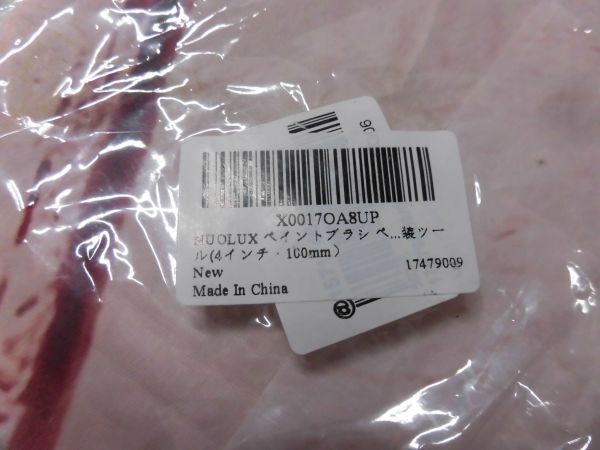 X0017OA8UP
NUOLUX ペイントブラシ ペ...装ツー
ル(4インチ・100mm）
New
17479009
Made In China